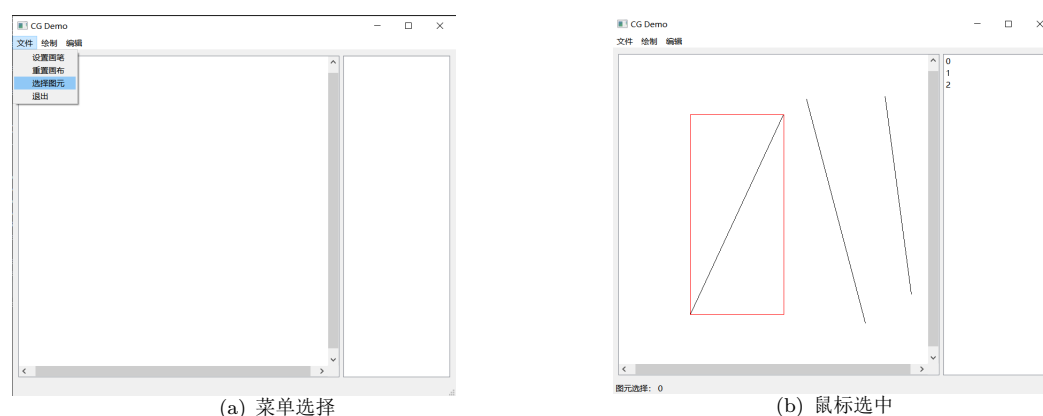 CG Demo
文件 绘制 编辑
设置画笔
重置画布
选择图元
退出
(a) 菜单选择
CG Demo
文件 绘制 编辑
0
1
2
图元选择： 0
(b) 鼠标选中